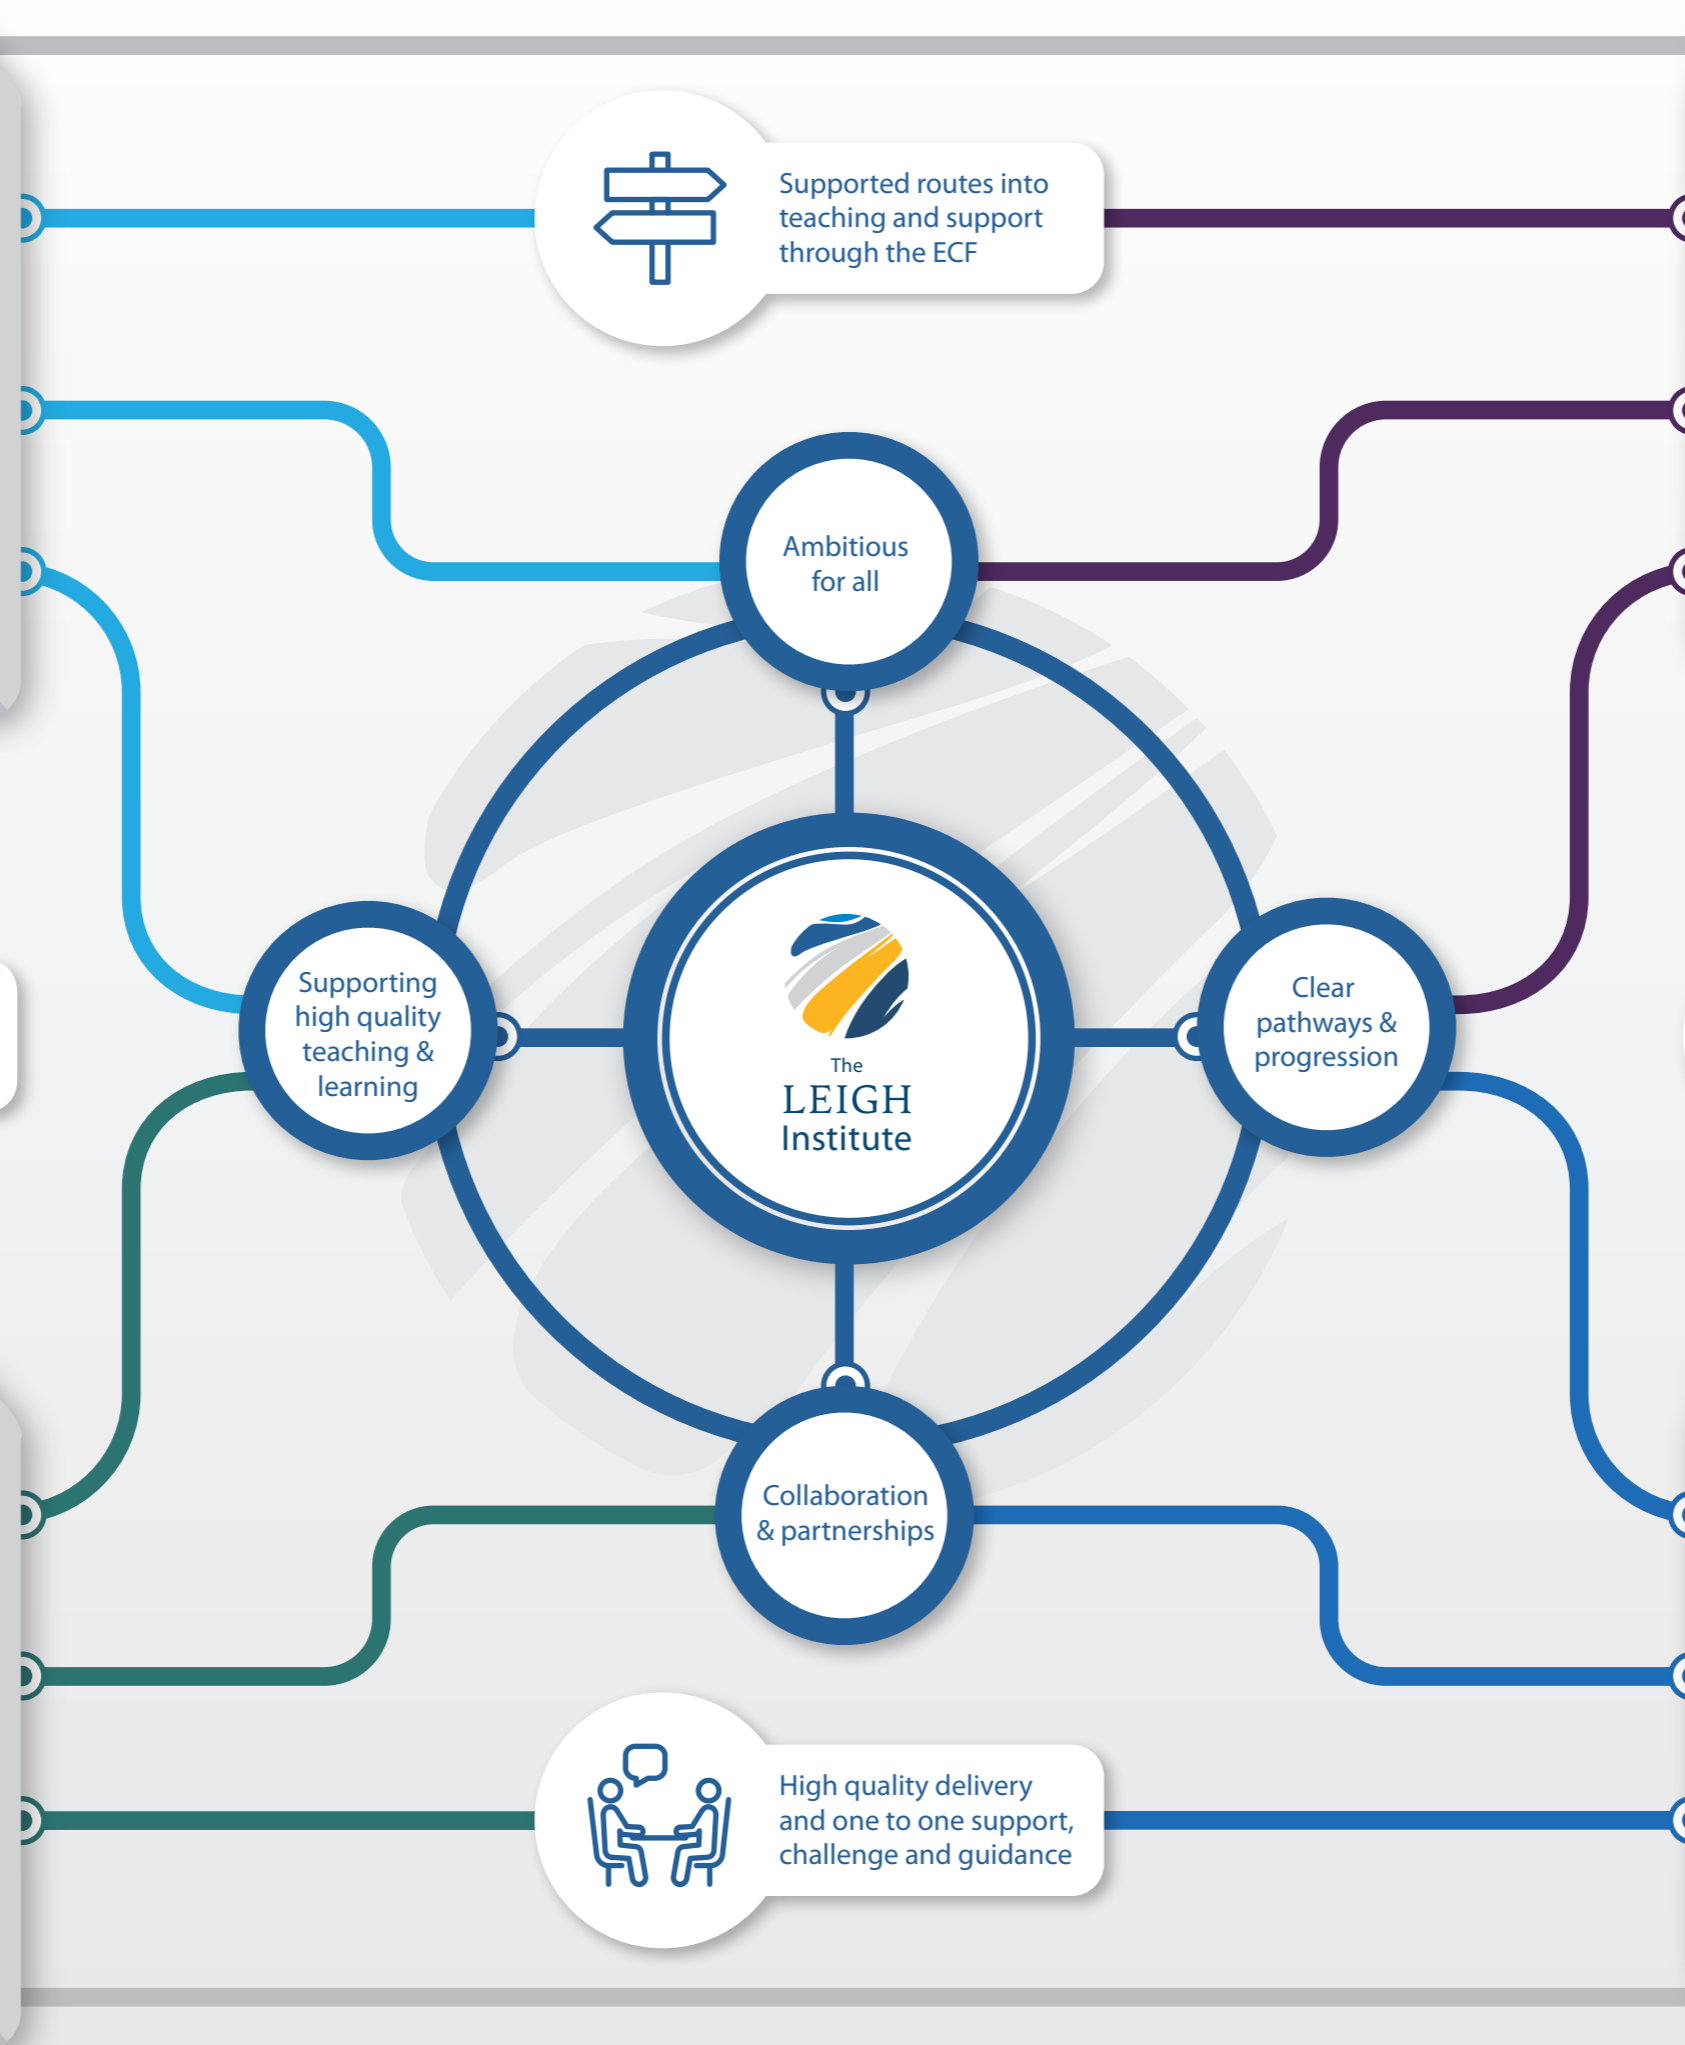 Supported routes into
teaching and support
through the ECF
Ambitious
for all
Supporting
high quality
teaching &
learning
The
LEIGH
Institute
Clear
pathways &
progression
Collaboration
& partnerships
High quality delivery
and one to one support,
challenge and guidance